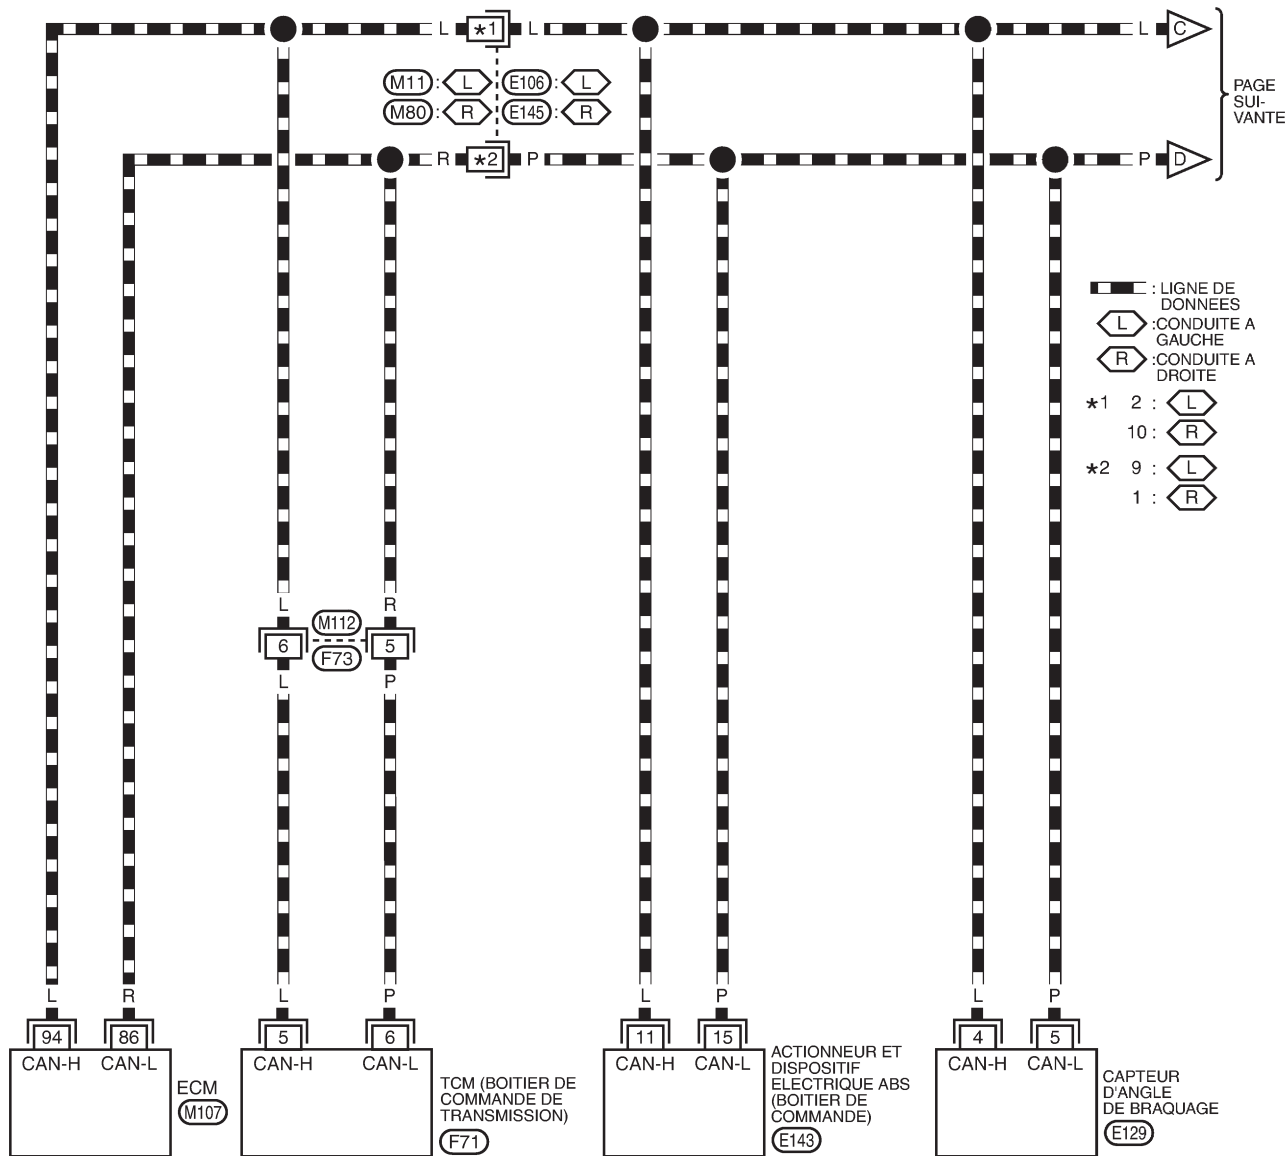 L *1 L L C
M11 : L E106 : L
M80 : R E145 : R
PAGE
SUI-
VANTE
R *2 P P D
: LIGNE DE
DONNEES
L :CONDUITE A
GAUCHE
R :CONDUITE A
DROITE
*1 2 : L
10 : R
*2 9 : L
1 : R
L R
M112
6 5
F73
L P
L R L P L P L P
94 86 5 6 11 15 4 5
CAN-H CAN-L CAN-H CAN-L CAN-H CAN-L CAN-H CAN-L
ECM
M107
TCM (BOITIER DE
COMMANDE DE
TRANSMISSION)
F71
ACTIONNEUR ET
DISPOSITIF
ELECTRIQUE ABS
(BOITIER DE
COMMANDE)
E143
CAPTEUR
D'ANGLE
DE BRAQUAGE
E129